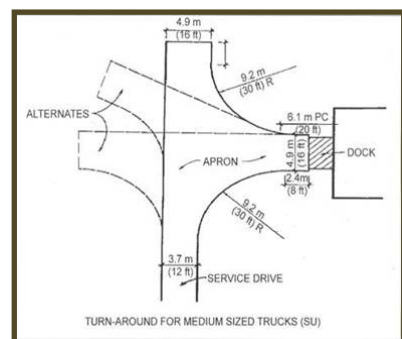 4.9 m
(16 ft)
9.2 m
(30 ft) R
6.1 m PC
(20 ft)
ALTERNATES
APRON
4.9 m
(16 ft)
DOCK
2.4m
(8 ft)
9.2 m
(30 ft) R
3.7 m
(12 ft)
SERVICE DRIVE
TURN-AROUND FOR MEDIUM SIZED TRUCKS (SU)